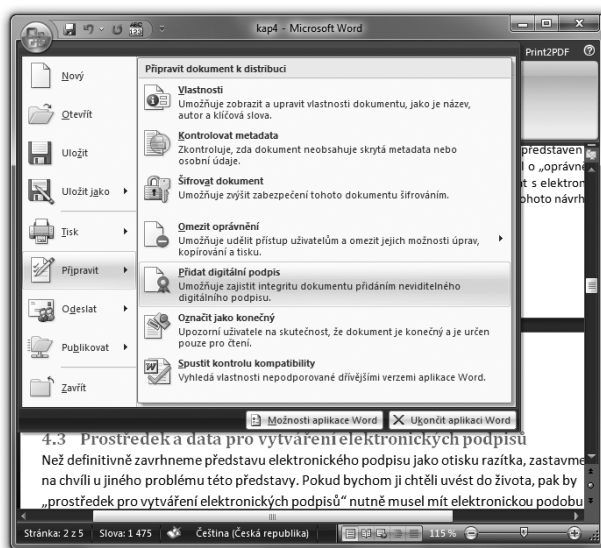 kap4 - Microsoft Word
Print2PDF
Nový
Otevřít
Uložit
Uložit jako
Tisk
Připravit
Odeslat
Publikovat
Zavřít
Připravit dokument k distribuci
Vlastnosti
Umožňuje zobrazit a upravit vlastnosti dokumentu, jako je název,
autor a klíčová slova.
Kontrolovat metadata
Zkontroluje, zda dokument neobsahuje skrytá metadata nebo
osobní údaje.
Šifrovat dokument
Umožňuje zvýšit zabezpečení tohoto dokumentu šifrováním.
Omezit oprávnění
Umožňuje udělit přístup uživatelům a omezit jejich možnosti úprav,
kopírování a tisku.
Přidat digitální podpis
Umožňuje zajistit integritu dokumentu přidáním neviditelného
digitálního podpisu.
Označit jako konečný
Upozorní uživatele na skutečnost, že dokument je konečný a je určen
pouze pro čtení.
Spustit kontrolu kompatibility
Vyhledá vlastnosti nepodporované dřívějšími verzemi aplikace Word.
Možnosti aplikace Word
Ukončit aplikaci Word
představen
o „oprávně
t s elektron
ohoto návrh
4.3 Prostředek a data pro vytváření elektronických podpisů
Než definitivně zavrhneme představu elektronického podpisu jako otisku razítka, zastavme
na chvíli u jiného problému této představy. Pokud bychom ji chtěli uvést do života, pak by
„prostředek pro vytváření elektronických podpisů“ nutně musel mít elektronickou podobu
Stránka: 2 z 5
Slova: 1 475
Čeština (Česká republika)
115 %